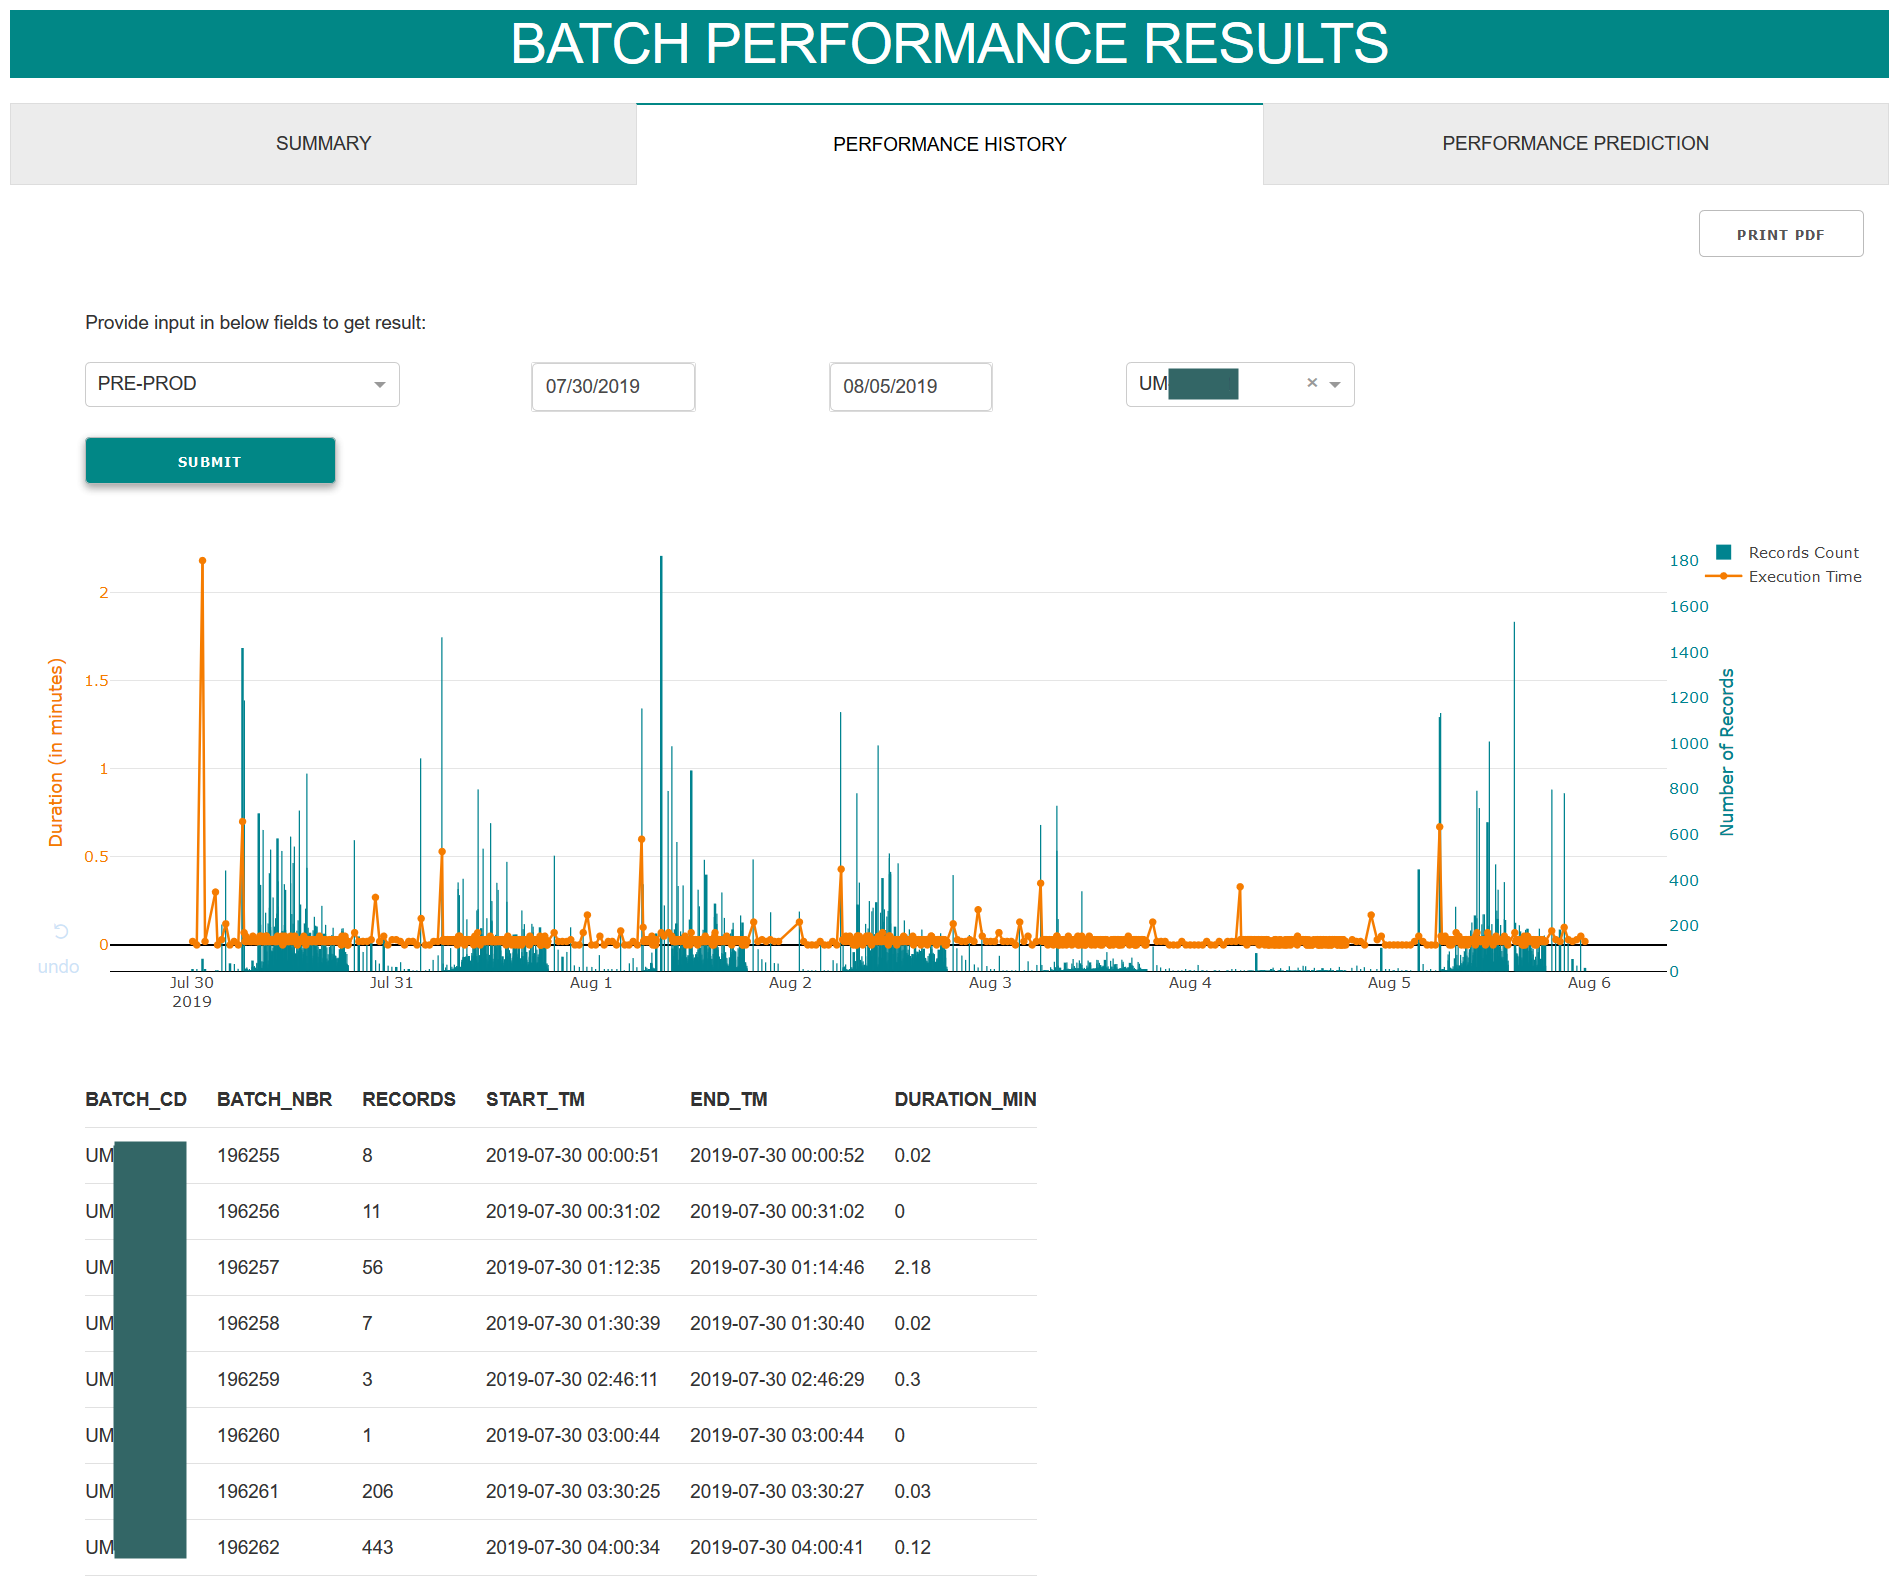 BATCH PERFORMANCE RESULTS
SUMMARY
PERFORMANCE HISTORY
PERFORMANCE PREDICTION
PRINT PDF
Provide input in below fields to get result:
PRE-PROD
07/30/2019
08/05/2019
UM
×
SUBMIT
Records Count
Execution Time
Duration (in minutes)
2
1.5
1
0.5
0
180
1600
1400
1200
1000
800
600
400
200
0
Number of Records
undo
Jul 30
2019
Jul 31
Aug 1
Aug 2
Aug 3
Aug 4
Aug 5
Aug 6
BATCH_CD BATCH_NBR RECORDS START_TM END_TM DURATION_MIN
UM 196255 8 2019-07-30 00:00:51 2019-07-30 00:00:52 0.02
UM 196256 11 2019-07-30 00:31:02 2019-07-30 00:31:02 0
UM 196257 56 2019-07-30 01:12:35 2019-07-30 01:14:46 2.18
UM 196258 7 2019-07-30 01:30:39 2019-07-30 01:30:40 0.02
UM 196259 3 2019-07-30 02:46:11 2019-07-30 02:46:29 0.3
UM 196260 1 2019-07-30 03:00:44 2019-07-30 03:00:44 0
UM 196261 206 2019-07-30 03:30:25 2019-07-30 03:30:27 0.03
UM 196262 443 2019-07-30 04:00:34 2019-07-30 04:00:41 0.12